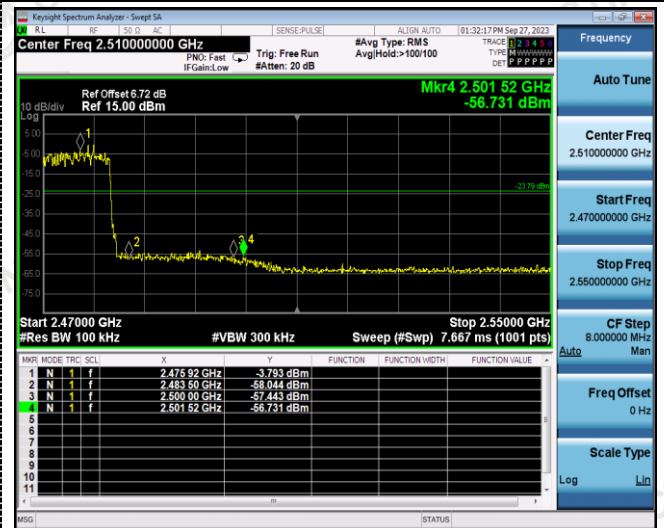 Keysight Spectrum Analyzer - Swept SA
RL RF 50 Ω AC SENSE:PULSE ALIGN AUTO 01:32:17 PM Sep 27, 2023
Center Freq 2.510000000 GHz
PNO: Fast
IFGain:Low
Trig: Free Run
#Atten: 20 dB
#Avg Type: RMS
Avg|Hold:>100/100
TRACE 1 2 3 4 5 6
TYPE M WWWWW
DET P P P P P P
Ref Offset 6.72 dB
10 dB/div Ref 15.00 dBm
Log
Mkr4 2.501 52 GHz
-56.731 dBm
5.00
-5.00
-15.0
-25.0
-35.0
-45.0
-55.0
-65.0
-75.0
1
2
3
4
-23.79 dBm
Start 2.47000 GHz Stop 2.55000 GHz
#Res BW 100 kHz #VBW 300 kHz Sweep (#Swp) 7.667 ms (1001 pts)
MKR MODE TRC SCL X Y FUNCTION FUNCTION WIDTH FUNCTION VALUE
1 N 1 f 2.475 92 GHz -3.793 dBm
2 N 1 f 2.483 50 GHz -58.044 dBm
3 N 1 f 2.500 00 GHz -57.443 dBm
4 N 1 f 2.501 52 GHz -56.731 dBm
5
6
7
8
9
10
11
MSG STATUS
Frequency
Auto Tune
Center Freq
2.510000000 GHz
Start Freq
2.470000000 GHz
Stop Freq
2.550000000 GHz
CF Step
8.000000 MHz
Auto Man
Freq Offset
0 Hz
Scale Type
Log Lin